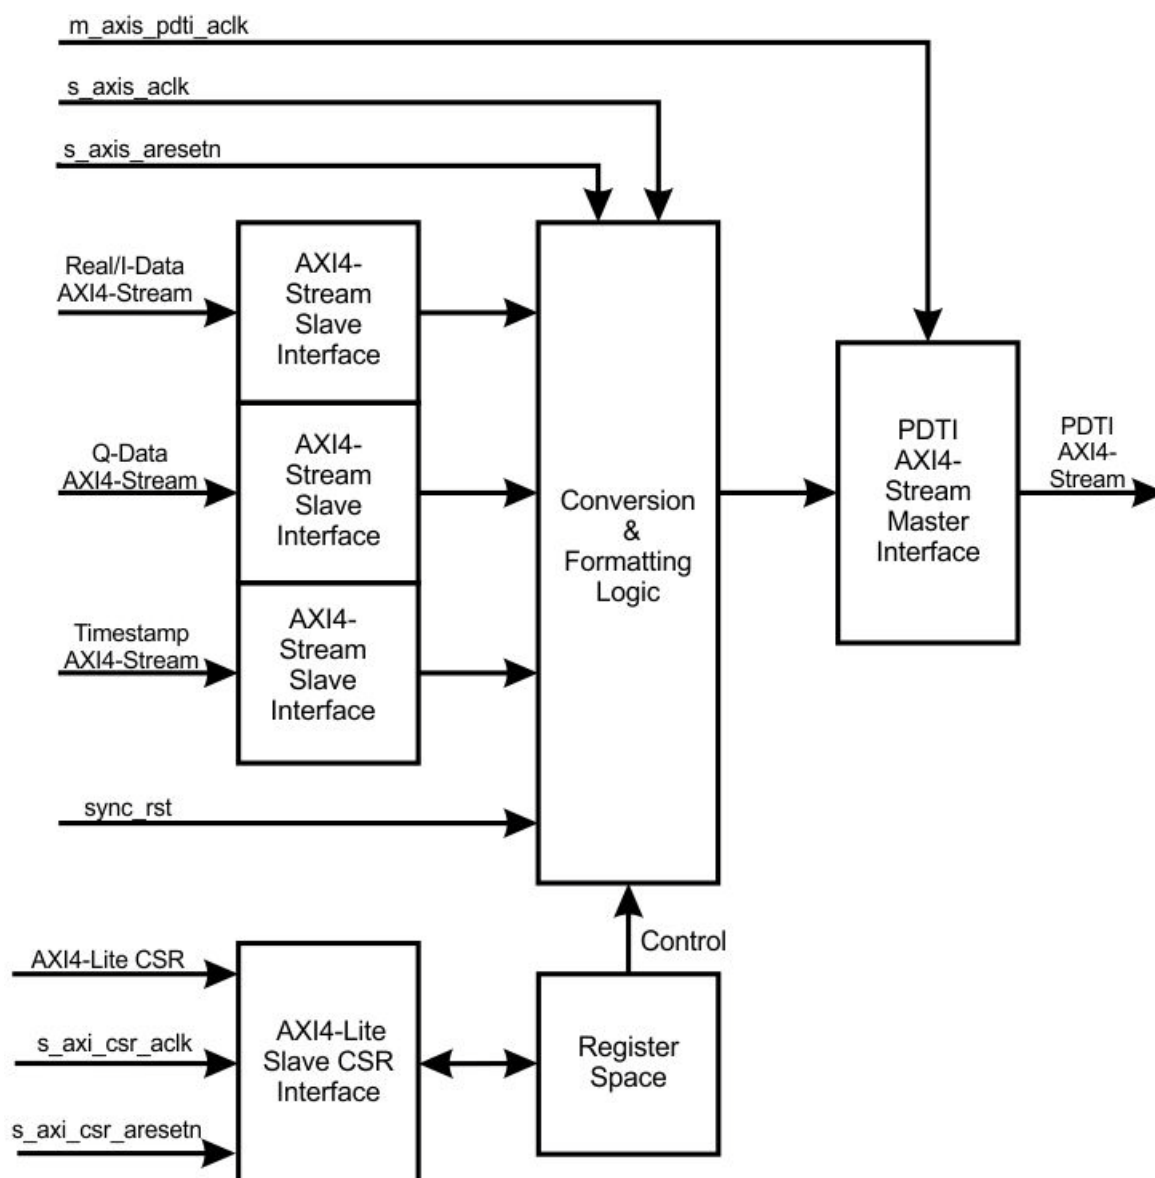 m_axis_pdti_aclk
s_axis_aclk
s_axis_aresetn
Real/I-Data
AXI4-Stream
AXI4-
Stream
Slave
Interface
Q-Data
AXI4-Stream
AXI4-
Stream
Slave
Interface
Timestamp
AXI4-Stream
AXI4-
Stream
Slave
Interface
sync_rst
Conversion
&
Formatting
Logic
PDTI
AXI4-
Stream
Master
Interface
PDTI
AXI4-
Stream
Control
AXI4-Lite CSR
s_axi_csr_aclk
s_axi_csr_aresetn
AXI4-Lite
Slave CSR
Interface
Register
Space